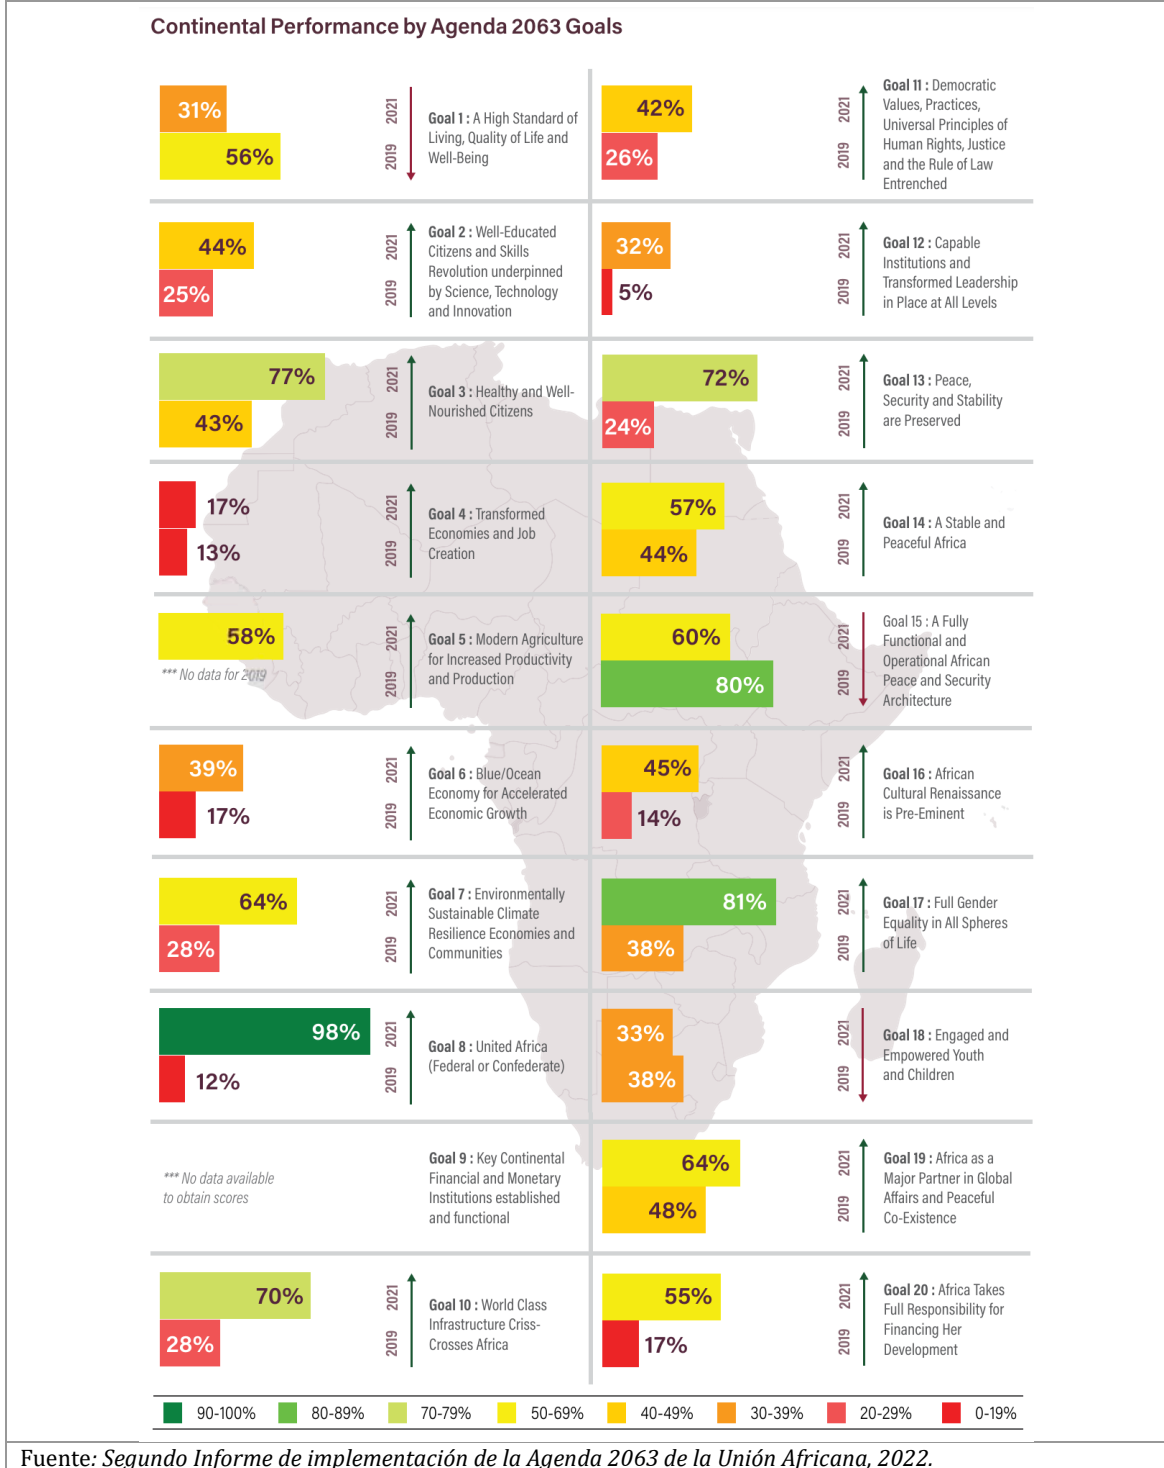 Continental Performance by Agenda 2063 Goals
31%
56%
2021
2019
Goal 1 : A High Standard of
Living, Quality of Life and
Well-Being
42%
26%
2021
2019
Goal 11 : Democratic
Values, Practices,
Universal Principles of
Human Rights, Justice
and the Rule of Law
Entrenched
44%
25%
2021
2019
Goal 2 : Well-Educated
Citizens and Skills
Revolution underpinned
by Science, Technology
and Innovation
32%
5%
2021
2019
Goal 12 : Capable
Institutions and
Transformed Leadership
in Place at All Levels
77%
43%
2021
2019
Goal 3 : Healthy and Well-
Nourished Citizens
72%
24%
2021
2019
Goal 13 : Peace,
Security and Stability
are Preserved
17%
13%
2021
2019
Goal 4 : Transformed
Economies and Job
Creation
57%
44%
2021
2019
Goal 14 : A Stable and
Peaceful Africa
58%
*** No data for 2019
2021
2019
Goal 5 : Modern Agriculture
for Increased Productivity
and Production
60%
80%
2021
2019
Goal 15 : A Fully
Functional and
Operational African
Peace and Security
Architecture
39%
17%
2021
2019
Goal 6 : Blue/Ocean
Economy for Accelerated
Economic Growth
45%
14%
2021
2019
Goal 16 : African
Cultural Renaissance
is Pre-Eminent
64%
28%
2021
2019
Goal 7 : Environmentally
Sustainable Climate
Resilience Economies and
Communities
81%
38%
2021
2019
Goal 17 : Full Gender
Equality in All Spheres
of Life
98%
12%
2021
2019
Goal 8 : United Africa
(Federal or Confederate)
33%
38%
2021
2019
Goal 18 : Engaged and
Empowered Youth
and Children
*** No data available
to obtain scores
Goal 9 : Key Continental
Financial and Monetary
Institutions established
and functional
64%
48%
2021
2019
Goal 19 : Africa as a
Major Partner in Global
Affairs and Peaceful
Co-Existence
70%
28%
2021
2019
Goal 10 : World Class
Infrastructure Criss-
Crosses Africa
55%
17%
2021
2019
Goal 20 : Africa Takes
Full Responsibility for
Financing Her
Development
90-100% 80-89% 70-79% 50-69% 40-49% 30-39% 20-29% 0-19%
Fuente: Segundo Informe de implementación de la Agenda 2063 de la Unión Africana, 2022.